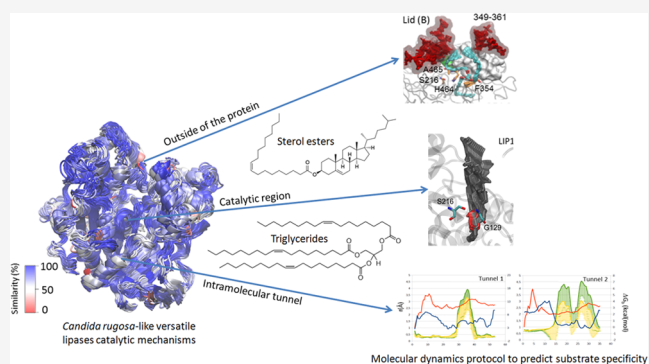 Lid (B)
349-361
A465
S216
H464
F354
Outside of the protein
Sterol esters
O
O
H
H
H
LIP1
Catalytic region
S216
G129
Triglycerides
O
O
O
O
H
O
O
Similarity (%)
100
50
0
Intramolecular tunnel
Candida rugosa-like versatile
lipases catalytic mechanisms
Tunnel 1
Tunnel 2
r[Å]
Molecular dynamics protocol to predict substrate specificity